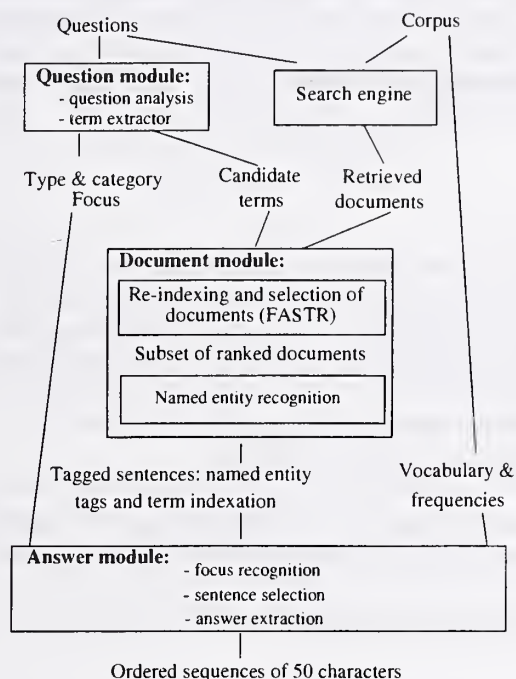 Questions
Corpus
Question module:
- question analysis
- term extractor
Search engine
Type & category
Focus
Candidate
terms
Retrieved
documents
Document module:
Re-indexing and selection of
documents (FASTR)
Subset of ranked documents
Named entity recognition
Tagged sentences: named entity
tags and term indexation
Vocabulary &
frequencies
Answer module:
- focus recognition
- sentence selection
- answer extraction
Ordered sequences of 50 characters